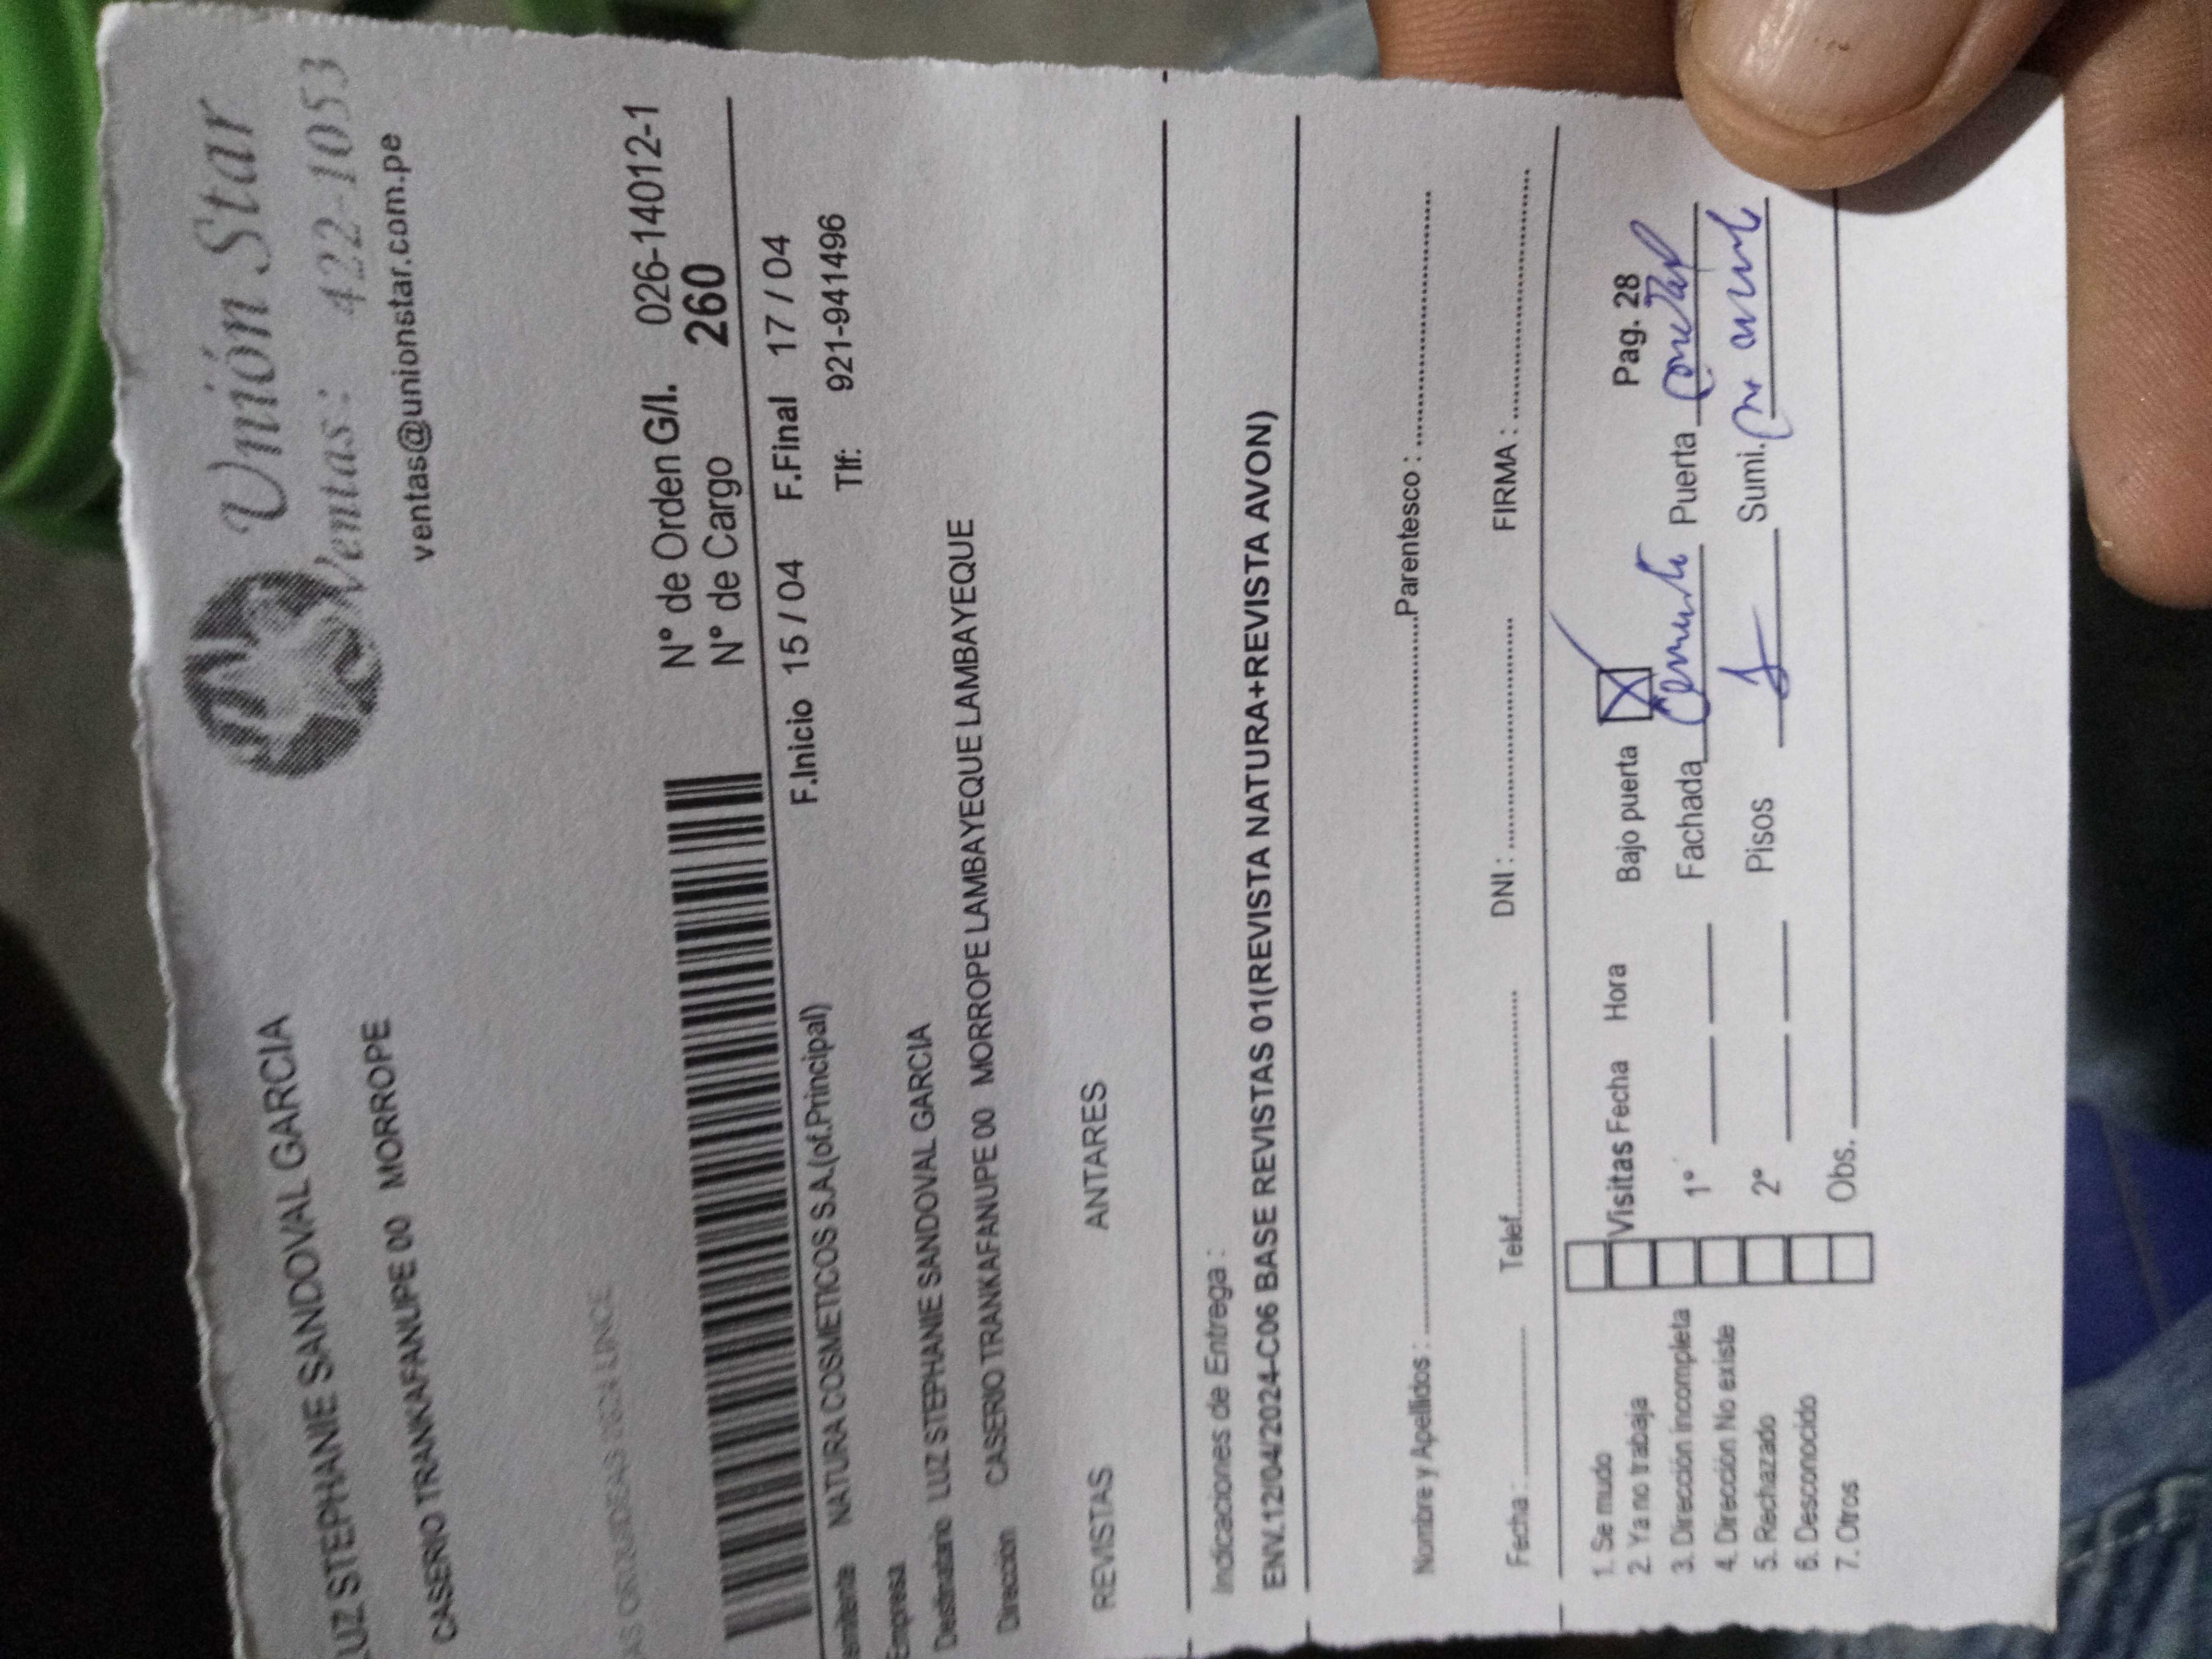 LUZ STEPHANIE SANDOVAL GARCIA
CASERIO TRANKAFANUPE 00 MORROPE
Unión Star
Ventas: 422-1053
ventas@unionstar.com.pe
N° de Orden G/I. 026-14012-1
N° de Cargo 260
F.Inicio 15 / 04 F.Final 17 / 04
emitente NATURA COSMETICOS S.A.(of.Principal)
Tlf: 921-941496
Empresa
Destinatario LUZ STEPHANIE SANDOVAL GARCIA
Dirección CASERIO TRANKAFANUPE 00 MORROPE LAMBAYEQUE LAMBAYEQUE
REVISTAS ANTARES
Indicaciones de Entrega :
ENV.12/04/2024-C06 BASE REVISTAS 01(REVISTA NATURA+REVISTA AVON)
Nombre y Apellidos : Parentesco :
Fecha : Telef. DNI : FIRMA :
1. Se mudo
2. Ya no trabaja
3. Dirección incompleta
4. Dirección No existe
5. Rechazado
6. Desconocido
7. Otros
Visitas Fecha Hora
1°
2°
Obs.
Bajo puerta X Pag. 28
Fachada Puerta
Pisos 1 Sumi.